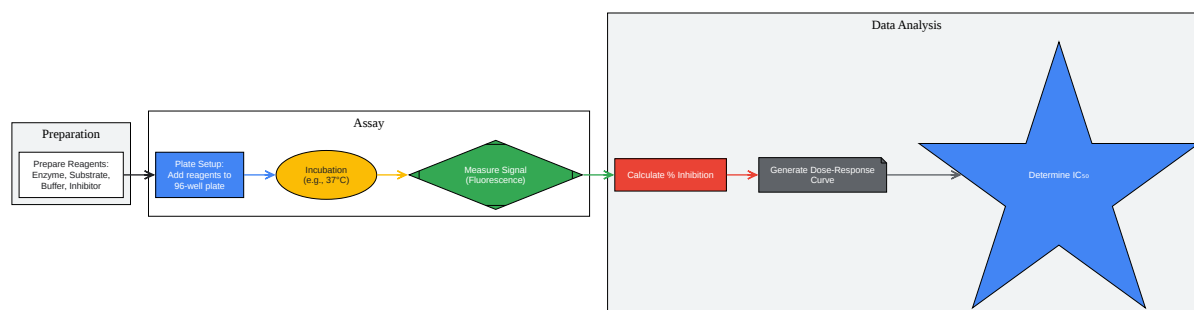 Preparation
Prepare Reagents:
Enzyme, Substrate,
Buffer, Inhibitor
Assay
Plate Setup:
Add reagents to
96-well plate
Incubation
(e.g., 37°C)
Measure Signal
(Fluorescence)
Data Analysis
Calculate % Inhibition
Generate Dose-Response
Curve
Determine IC₅₀